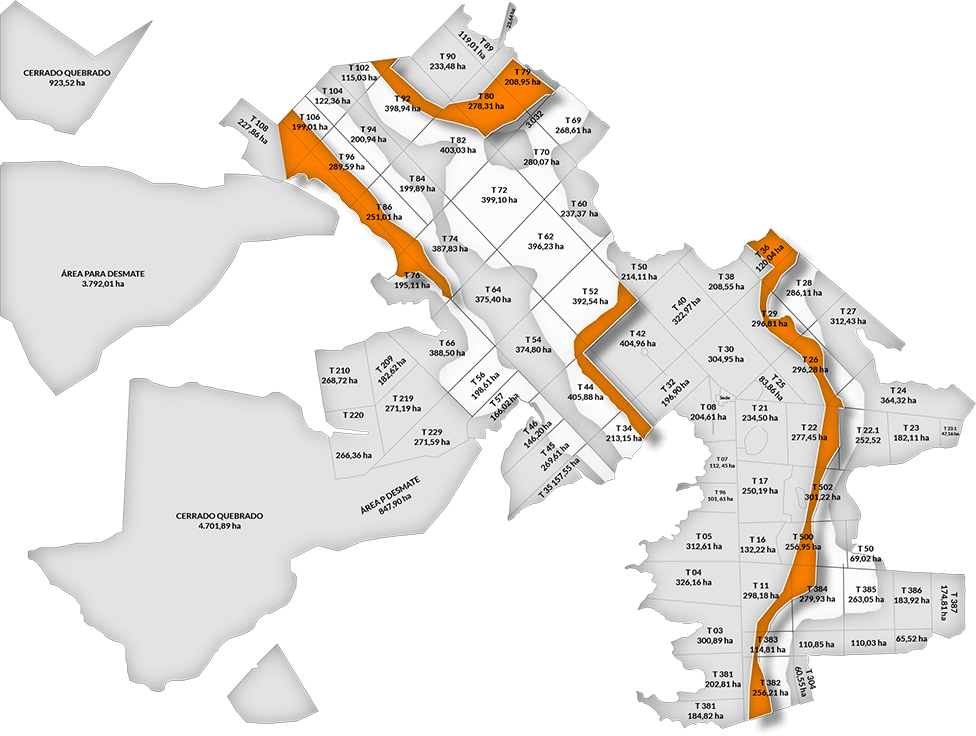 23,64 ha
T 89
119,01 ha
T 90
233,48 ha
T 79
208,95 ha
T 102
115,03 ha
CERRADO QUEBRADO
923,52 ha
T 104
122,36 ha
T 92
398,94 ha
T 80
278,31 ha
T 106
199,01 ha
3.032
T 69
268,61 ha
T 108
227,86 ha
T 94
200,94 ha
T 82
403,03 ha
T 96
289,59 ha
T 70
280,07 ha
T 84
199,89 ha
T 72
399,10 ha
T 86
251,01 ha
T 60
237,37 ha
T 74
387,83 ha
T 62
396,23 ha
T 36
120,04 ha
ÁREA PARA DESMATE
3.792,01 ha
T 76
195,11 ha
T 50
214,11 ha
T 38
208,55 ha
T 28
286,11 ha
T 64
375,40 ha
T 52
392,54 ha
T 40
322,97 ha
T 29
296,81 ha
T 27
312,43 ha
T 66
388,50 ha
T 54
374,80 ha
T 42
404,96 ha
T 30
304,95 ha
T 26
296,28 ha
T 210
268,72 ha
T 209
182,62 ha
T 56
198,61 ha
T 44
405,88 ha
T 32
196,90 ha
T 25
83,86 ha
T 24
364,32 ha
T 219
271,19 ha
T 57
166,02 ha
Sede
T 220
T 08
204,61 ha
T 21
234,50 ha
T 229
271,59 ha
T 46
146,20 ha
T 34
213,15 ha
T 22
277,45 ha
T 22.1
252,52
T 23
182,11 ha
T 23.1
47,16 ha
266,36 ha
T 45
269,61 ha
T 07
112,45 ha
T 35 157,55 ha
ÁREA P DESMATE
847,90 ha
T 96
101,61 ha
T 17
250,19 ha
T 502
301,22 ha
CERRADO QUEBRADO
4.701,89 ha
T 05
312,61 ha
T 16
132,22 ha
T 500
256,95 ha
T 50
69,02 ha
T 04
326,16 ha
T 11
298,18 ha
T 384
279,93 ha
T 385
263,05 ha
T 386
183,92 ha
T 387
174,81 ha
T 03
300,89 ha
T 383
114,81 ha
110,85 ha
110,03 ha
65,52 ha
T 381
202,81 ha
T 382
256,21 ha
T 304
60,55 ha
T 381
184,82 ha